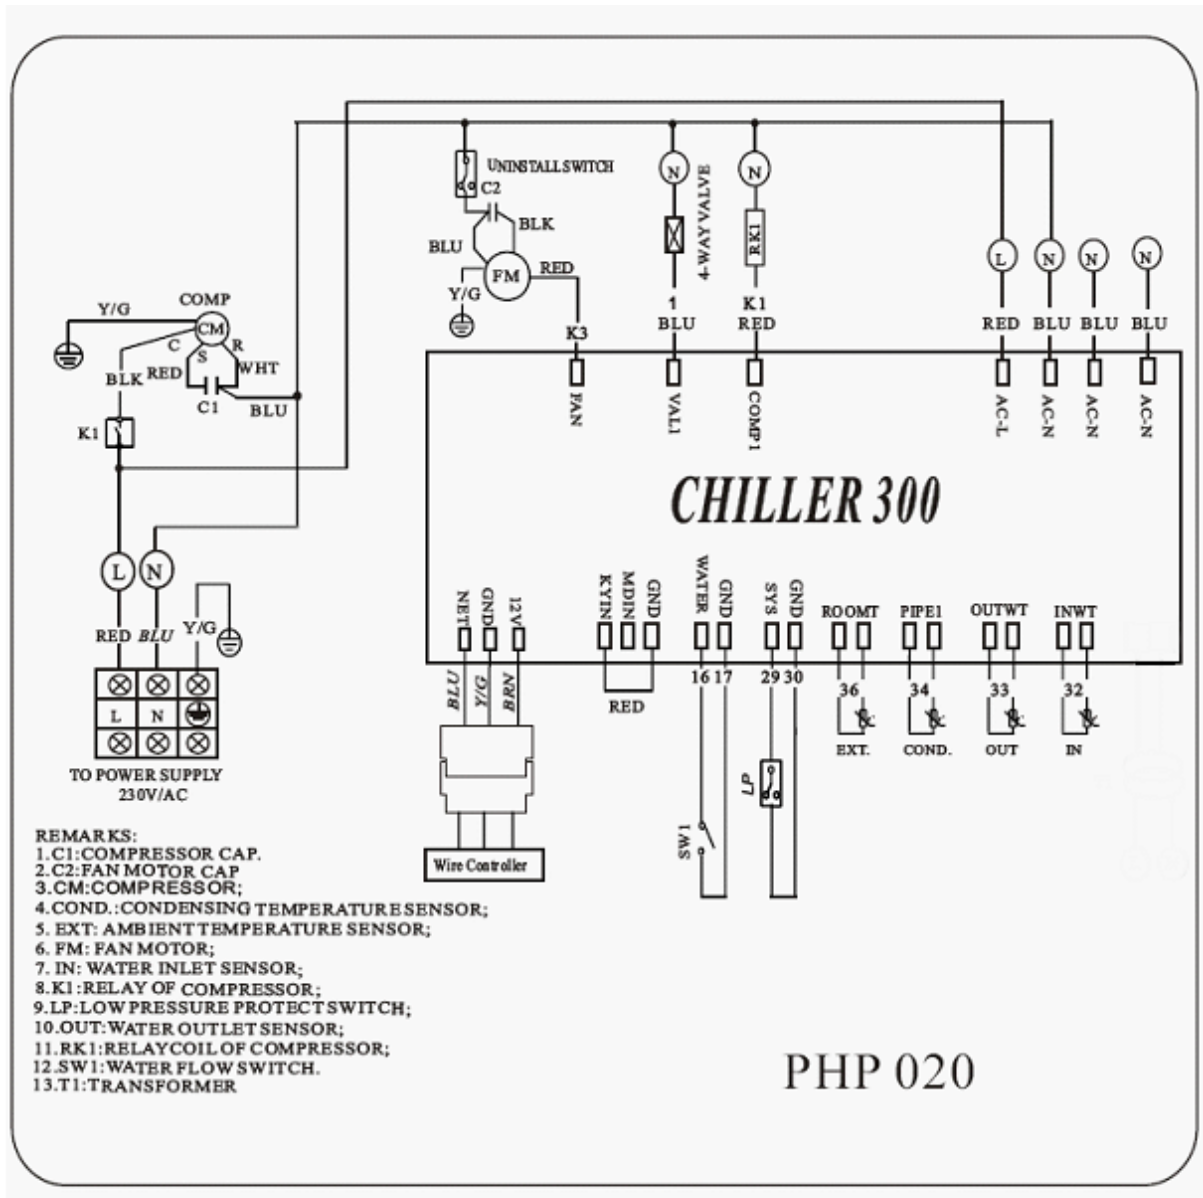 UNINSTALL SWITCH
C2
BLK
BLU
FM
RED
Y/G
K3
N
4-WAY VALVE
1
BLU
N
RK1
K1
RED
L
N
N
N
RED
BLU
BLU
BLU
COMP
Y/G
CM
C
S
R
BLK
RED
WHT
C1
BLU
K1
FAN
VAL1
COMP1
AC-L
AC-N
AC-N
AC-N
CHILLER 300
L
N
RED
BLU
Y/G
L
N
TO POWER SUPPLY
230V/AC
NET
GND
12V
KYIN
MDIN
GND
WATER
GND
SYS
GND
ROOMT
PIPE1
OUTWT
INWT
BLU
Y/G
BRN
RED
16
17
29
30
36
34
33
32
EXT.
COND.
OUT
IN
LP
SW1
Wire Controller
REMARKS:
1.C1:COMPRESSOR CAP.
2.C2:FAN MOTOR CAP
3.CM:COMPRESSOR;
4.COND.:CONDENSING TEMPERATURE SENSOR;
5. EXT: AMBIENT TEMPERATURE SENSOR;
6. FM: FAN MOTOR;
7. IN: WATER INLET SENSOR;
8.K1:RELAY OF COMPRESSOR;
9.LP:LOW PRESSURE PROTECT SWITCH;
10.OUT:WATER OUTLET SENSOR;
11.RK1:RELAY COIL OF COMPRESSOR;
12.SW1:WATER FLOW SWITCH.
13.T1:TRANSFORMER
PHP 020